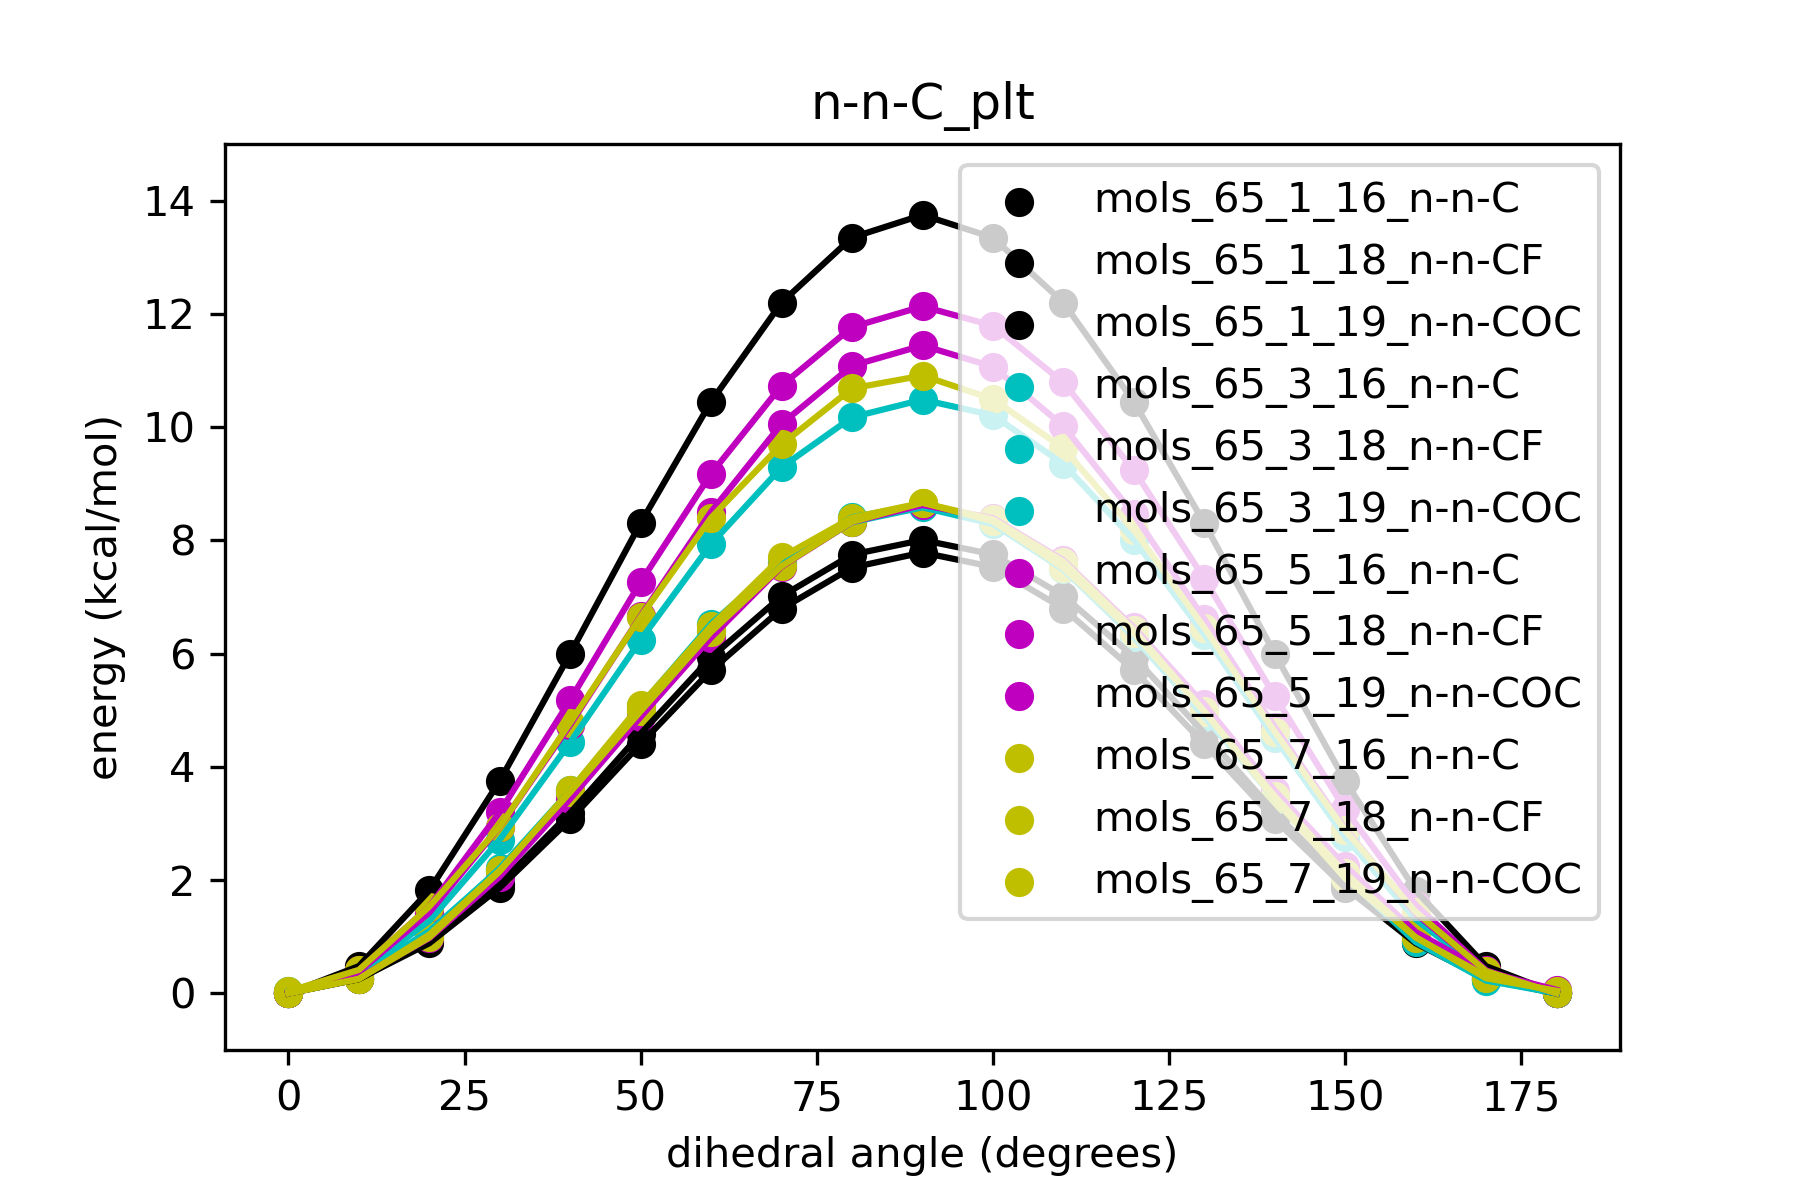 n-n-C_plt
mols_65_1_16_n-n-C
mols_65_1_18_n-n-CF
mols_65_1_19_n-n-COC
mols_65_3_16_n-n-C
mols_65_3_18_n-n-CF
mols_65_3_19_n-n-COC
mols_65_5_16_n-n-C
mols_65_5_18_n-n-CF
mols_65_5_19_n-n-COC
mols_65_7_16_n-n-C
mols_65_7_18_n-n-CF
mols_65_7_19_n-n-COC
14
12
10
8
6
4
2
0
energy (kcal/mol)
0 25 50 75 100 125 150 175
dihedral angle (degrees)